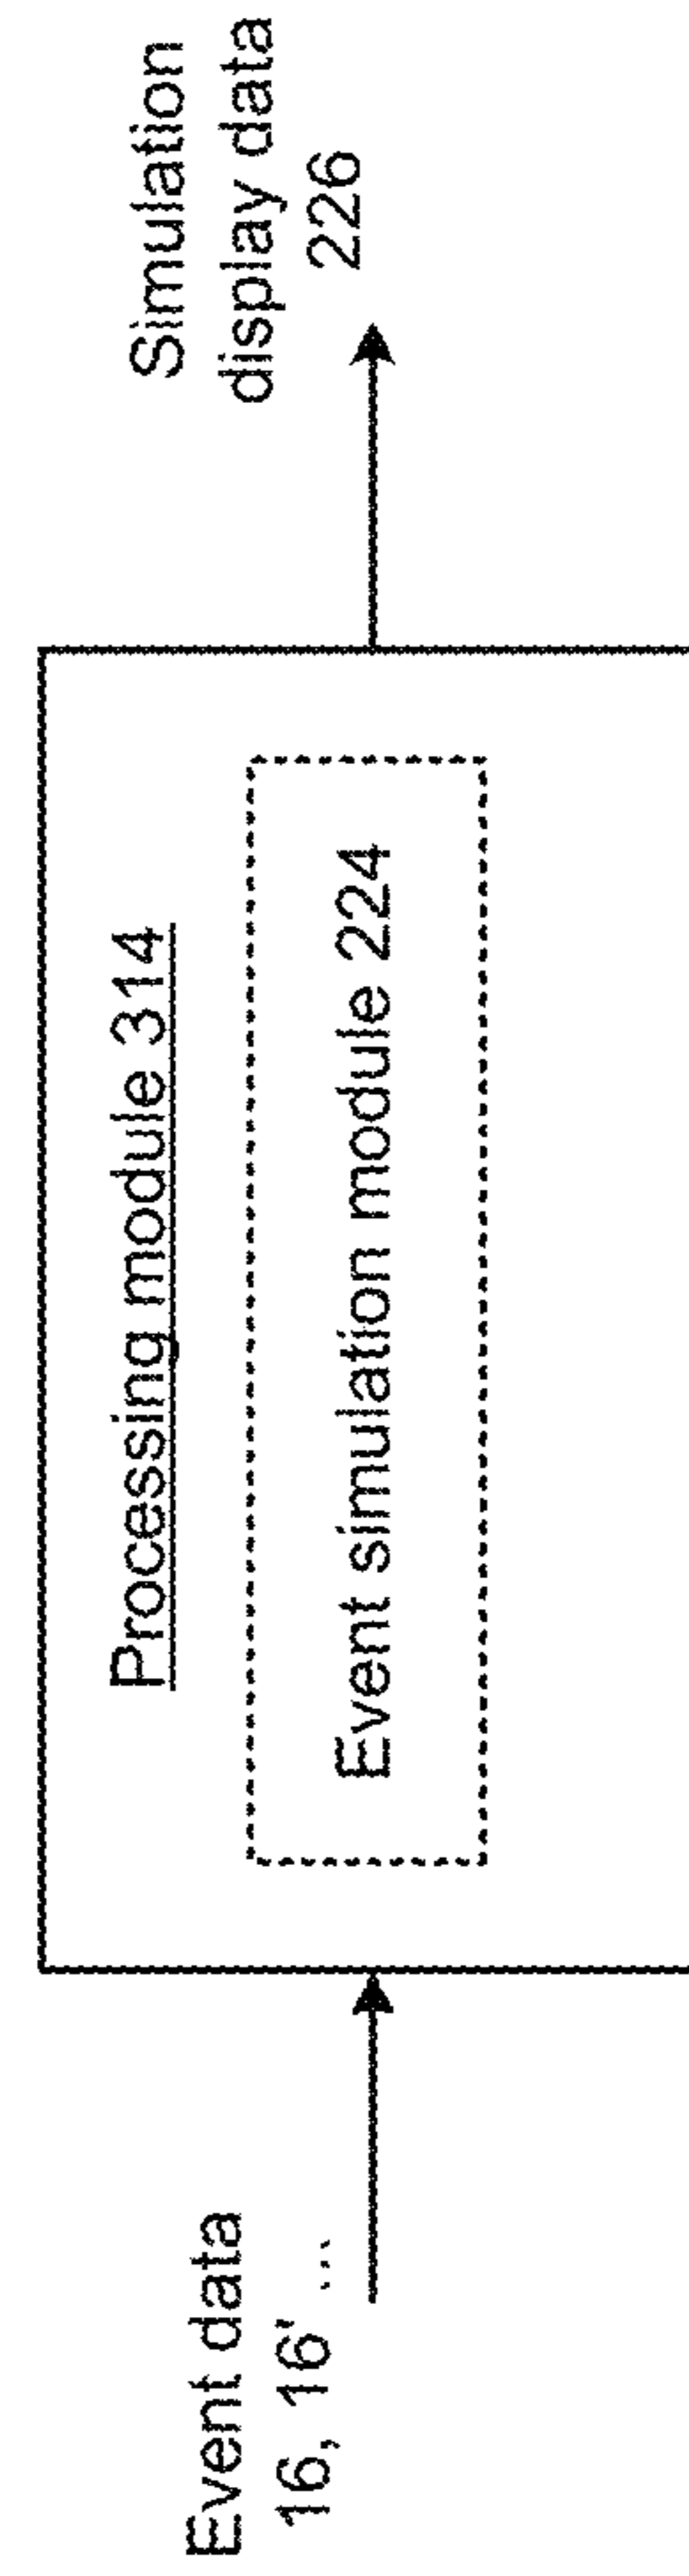 Event data
16, 16' ...
Processing module 314
Event simulation module 224
Simulation
display data
226